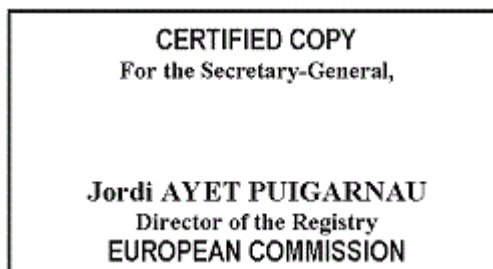 CERTIFIED COPY
For the Secretary-General,
Jordi AYET PUIGARNAU
Director of the Registry
EUROPEAN COMMISSION